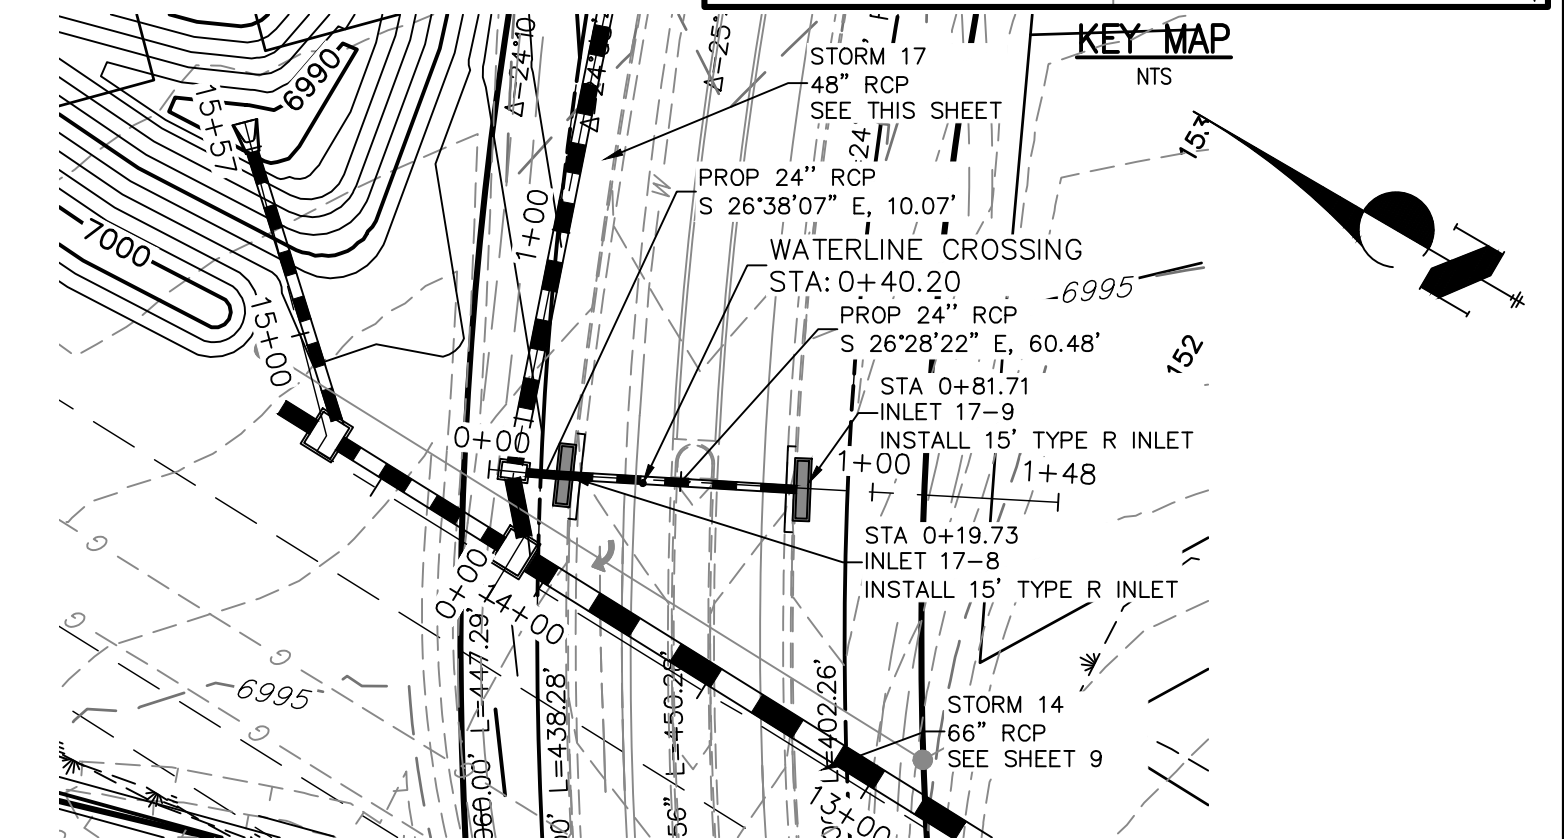 KEY MAP
NTS
STORM 17
48" RCP
SEE THIS SHEET
PROP 24" RCP
S 26°38'07" E, 10.07'
WATERLINE CROSSING
STA: 0+40.20
6995
PROP 24" RCP
S 26°28'22" E, 60.48'
STA 0+81.71
INLET 17-9
INSTALL 15' TYPE R INLET
1+00
1+48
STA 0+19.73
INLET 17-8
INSTALL 15' TYPE R INLET
STORM 14
66" RCP
SEE SHEET 9
6990
15+57
7000
15+00
1+00
0+00
0+00
14+00
13+00
6995
L=447.29'
L=438.28'
L=450.28'
L=402.26'
152
W
G
G
G
G